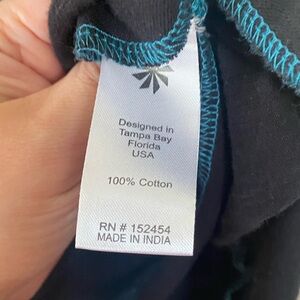 Designed in
Tampa Bay
Florida
USA
100% Cotton
RN # 152454
MADE IN INDIA